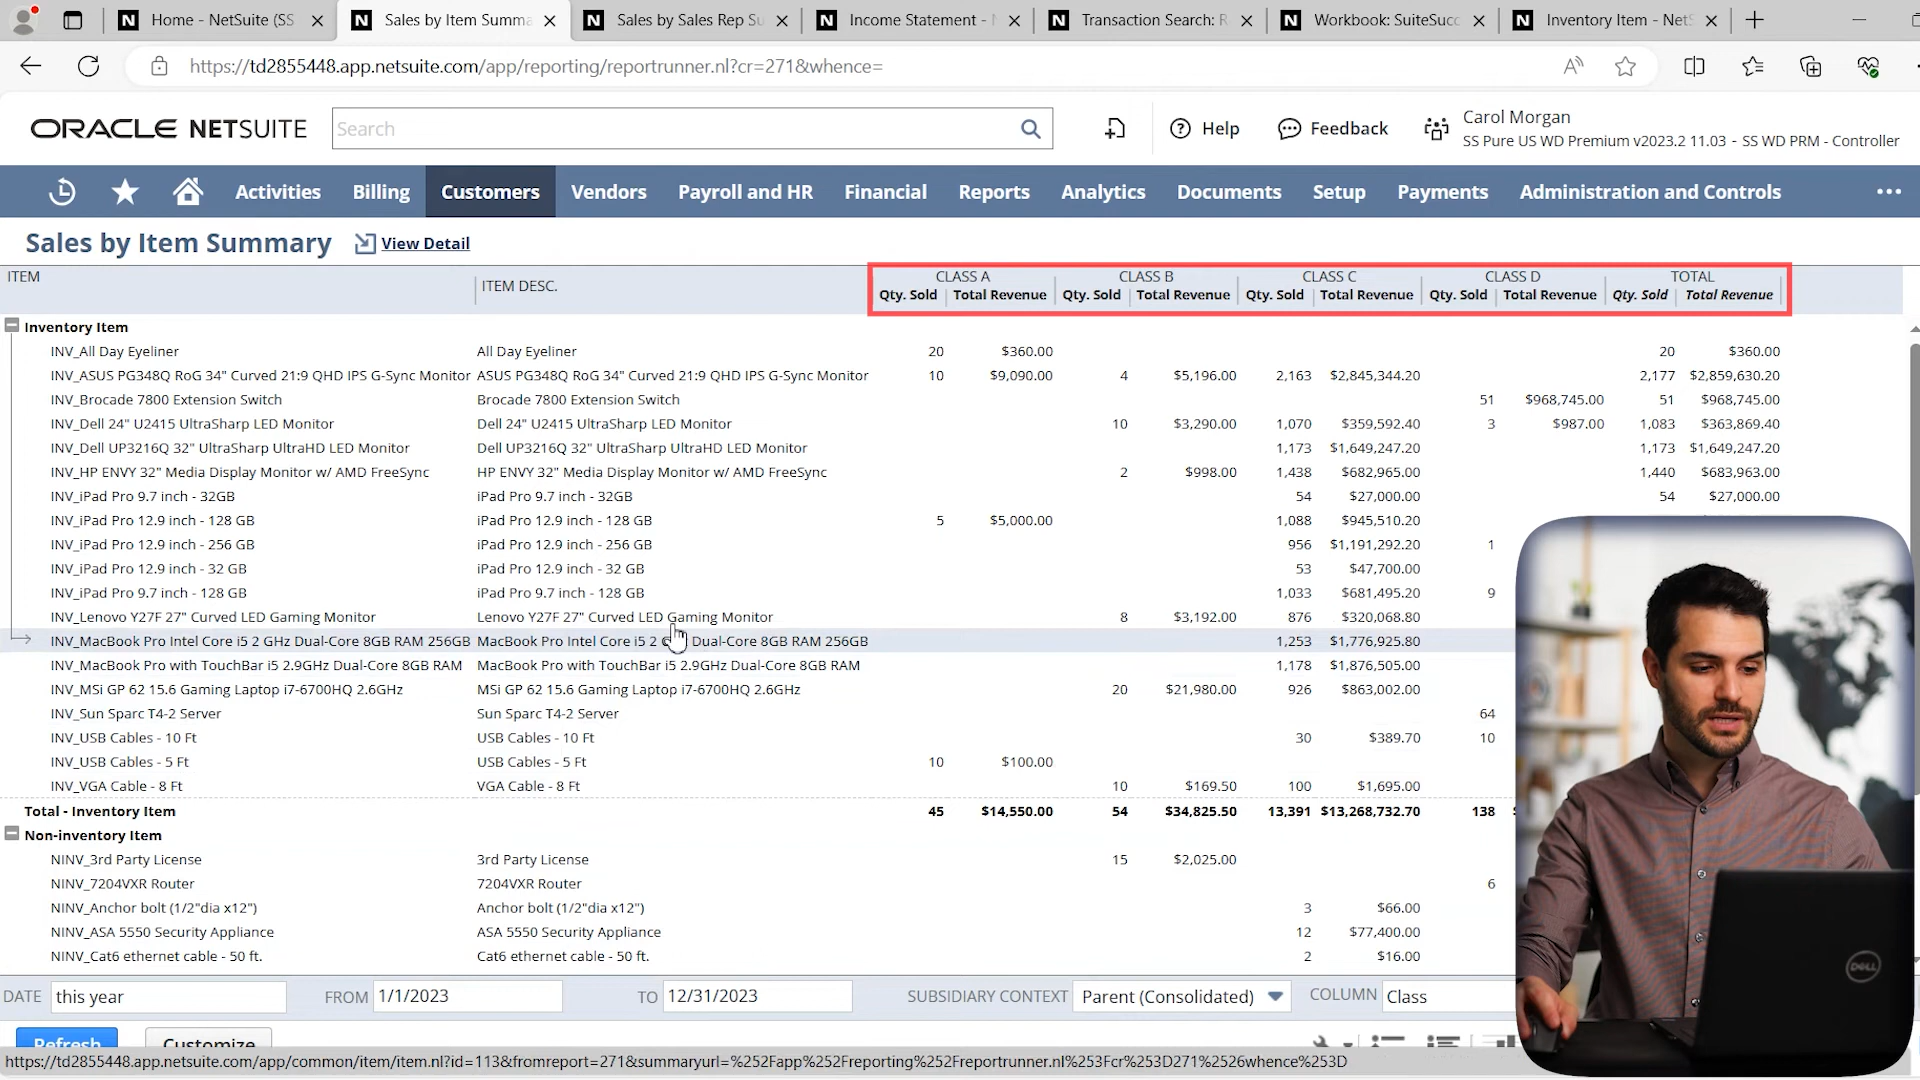 Home - NetSuite (SS
Sales by Item Summa
Sales by Sales Rep Su
Income Statement - N
Transaction Search: R
Workbook: SuiteSucc
Inventory Item - NetS
https://td2855448.app.netsuite.com/app/reporting/reportrunner.nl?cr=271&whence=
ORACLE NETSUITE
Search
Help
Feedback
Carol Morgan
SS Pure US WD Premium v2023.2 11.03 - SS WD PRM - Controller
Activities Billing Customers Vendors Payroll and HR Financial Reports Analytics Documents Setup Payments Administration and Controls
Sales by Item Summary View Detail
ITEM ITEM DESC. CLASS A CLASS B CLASS C CLASS D TOTAL
Qty. Sold Total Revenue Qty. Sold Total Revenue Qty. Sold Total Revenue Qty. Sold Total Revenue Qty. Sold Total Revenue
Inventory Item
INV_All Day Eyeliner All Day Eyeliner 20 $360.00 20 $360.00
INV_ASUS PG348Q RoG 34" Curved 21:9 QHD IPS G-Sync Monitor ASUS PG348Q RoG 34" Curved 21:9 QHD IPS G-Sync Monitor 10 $9,090.00 4 $5,196.00 2,163 $2,845,344.20 2,177 $2,859,630.20
INV_Brocade 7800 Extension Switch Brocade 7800 Extension Switch 51 $968,745.00 51 $968,745.00
INV_Dell 24" U2415 UltraSharp LED Monitor Dell 24" U2415 UltraSharp LED Monitor 10 $3,290.00 1,070 $359,592.40 3 $987.00 1,083 $363,869.40
INV_Dell UP3216Q 32" UltraSharp UltraHD LED Monitor Dell UP3216Q 32" UltraSharp UltraHD LED Monitor 1,173 $1,649,247.20 1,173 $1,649,247.20
INV_HP ENVY 32" Media Display Monitor w/ AMD FreeSync HP ENVY 32" Media Display Monitor w/ AMD FreeSync 2 $998.00 1,438 $682,965.00 1,440 $683,963.00
INV_iPad Pro 9.7 inch - 32GB iPad Pro 9.7 inch - 32GB 54 $27,000.00 54 $27,000.00
INV_iPad Pro 12.9 inch - 128 GB iPad Pro 12.9 inch - 128 GB 5 $5,000.00 1,088 $945,510.20
INV_iPad Pro 12.9 inch - 256 GB iPad Pro 12.9 inch - 256 GB 956 $1,191,292.20 1
INV_iPad Pro 12.9 inch - 32 GB iPad Pro 12.9 inch - 32 GB 53 $47,700.00
INV_iPad Pro 9.7 inch - 128 GB iPad Pro 9.7 inch - 128 GB 1,033 $681,495.20 9
INV_Lenovo Y27F 27" Curved LED Gaming Monitor Lenovo Y27F 27" Curved LED Gaming Monitor 8 $3,192.00 876 $320,068.80
INV_MacBook Pro Intel Core i5 2 GHz Dual-Core 8GB RAM 256GB MacBook Pro Intel Core i5 2 Dual-Core 8GB RAM 256GB 1,253 $1,776,925.80
INV_MacBook Pro with TouchBar i5 2.9GHz Dual-Core 8GB RAM MacBook Pro with TouchBar i5 2.9GHz Dual-Core 8GB RAM 1,178 $1,876,505.00
INV_MSi GP 62 15.6 Gaming Laptop i7-6700HQ 2.6GHz MSi GP 62 15.6 Gaming Laptop i7-6700HQ 2.6GHz 20 $21,980.00 926 $863,002.00
INV_Sun Sparc T4-2 Server Sun Sparc T4-2 Server 64
INV_USB Cables - 10 Ft USB Cables - 10 Ft 30 $389.70 10
INV_USB Cables - 5 Ft USB Cables - 5 Ft 10 $100.00
INV_VGA Cable - 8 Ft VGA Cable - 8 Ft 10 $169.50 100 $1,695.00
Total - Inventory Item 45 $14,550.00 54 $34,825.50 13,391 $13,268,732.70 138
Non-inventory Item
NINV_3rd Party License 3rd Party License 15 $2,025.00
NINV_7204VXR Router 7204VXR Router 6
NINV_Anchor bolt (1/2"dia x12") Anchor bolt (1/2"dia x12") 3 $66.00
NINV_ASA 5550 Security Appliance ASA 5550 Security Appliance 12 $77,400.00
NINV_Cat6 ethernet cable - 50 ft. Cat6 ethernet cable - 50 ft. 2 $16.00
DATE this year FROM 1/1/2023 TO 12/31/2023 SUBSIDIARY CONTEXT Parent (Consolidated) COLUMN Class
Refresh Customize
https://td2855448.app.netsuite.com/app/common/item/item.nl?id=113&fromreport=271&summaryurl=%252Fapp%252Freporting%252Freportrunner.nl%253Fcr%253D271%2526whence%253D
DELL